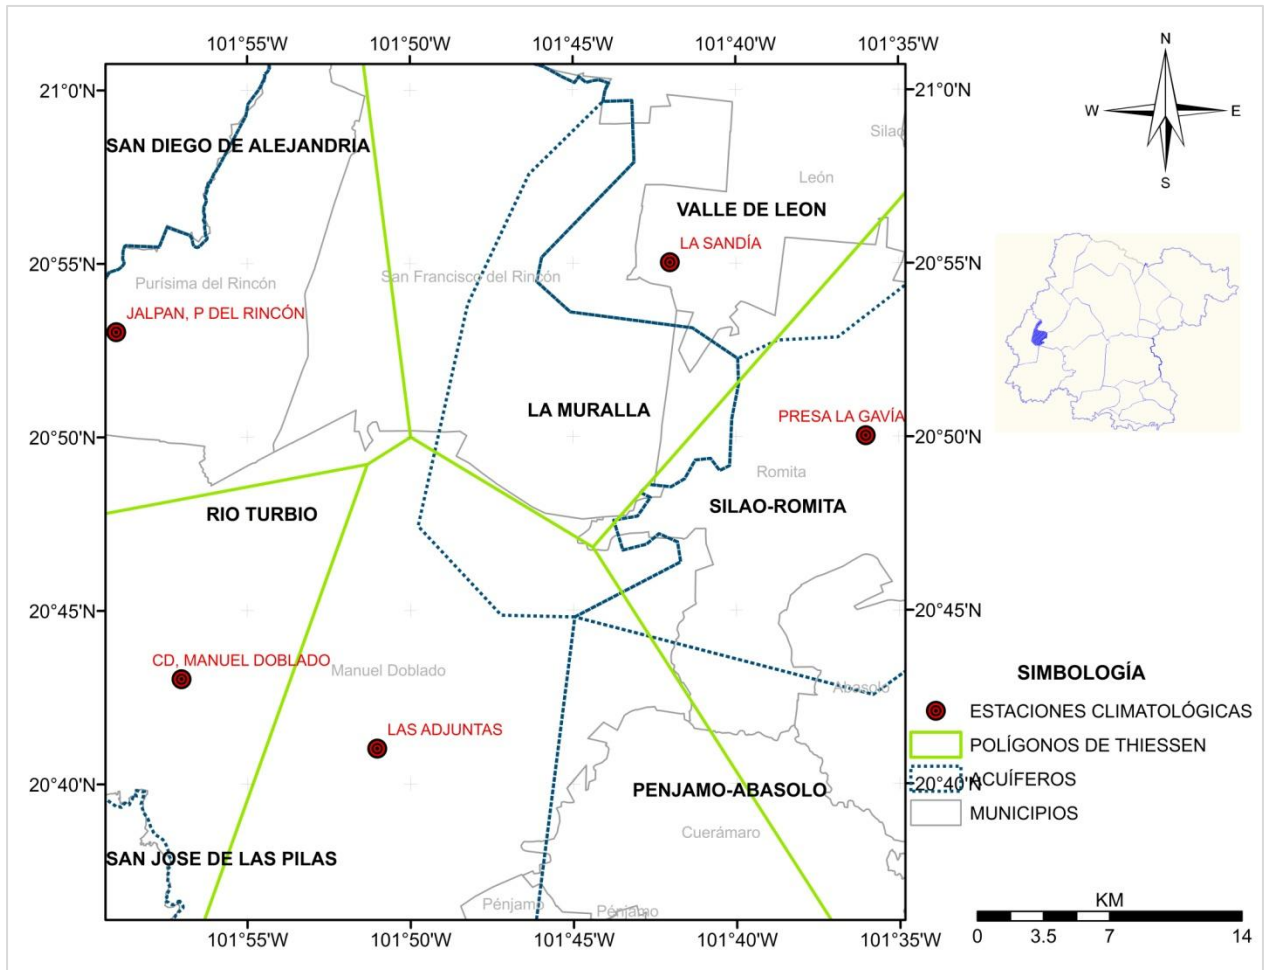 101°55'W 101°50'W 101°45'W 101°40'W 101°35'W
N
W E
S
21°0'N 21°0'N
SAN DIEGO DE ALEJANDRIA
Silao
León
VALLE DE LEON
LA SANDÍA
20°55'N 20°55'N
Purísima del Rincón San Francisco del Rincón
JALPAN, P DEL RINCÓN
LA MURALLA
PRESA LA GAVÍA
20°50'N 20°50'N
Romita
RIO TURBIO
SILAO-ROMITA
20°45'N 20°45'N
CD, MANUEL DOBLADO
Manuel Doblado
Abasolo
LAS ADJUNTAS
SIMBOLOGÍA
ESTACIONES CLIMATOLÓGICAS
POLÍGONOS DE THIESSEN
ACUÍFEROS
MUNICIPIOS
20°40'N 20°40'N
PENJAMO-ABASOLO
Cuerámaro
SAN JOSE DE LAS PILAS
Pénjamo Pénjamo
101°55'W 101°50'W 101°45'W 101°40'W 101°35'W
KM
0 3.5 7 14